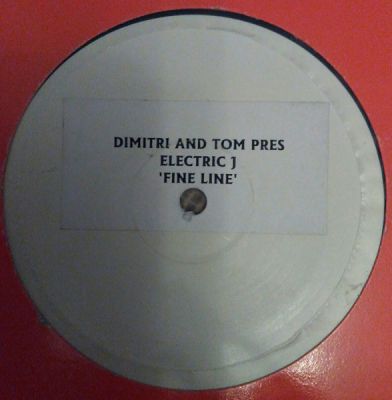 DIMITRI AND TOM PRES
ELECTRIC J
'FINE LINE'